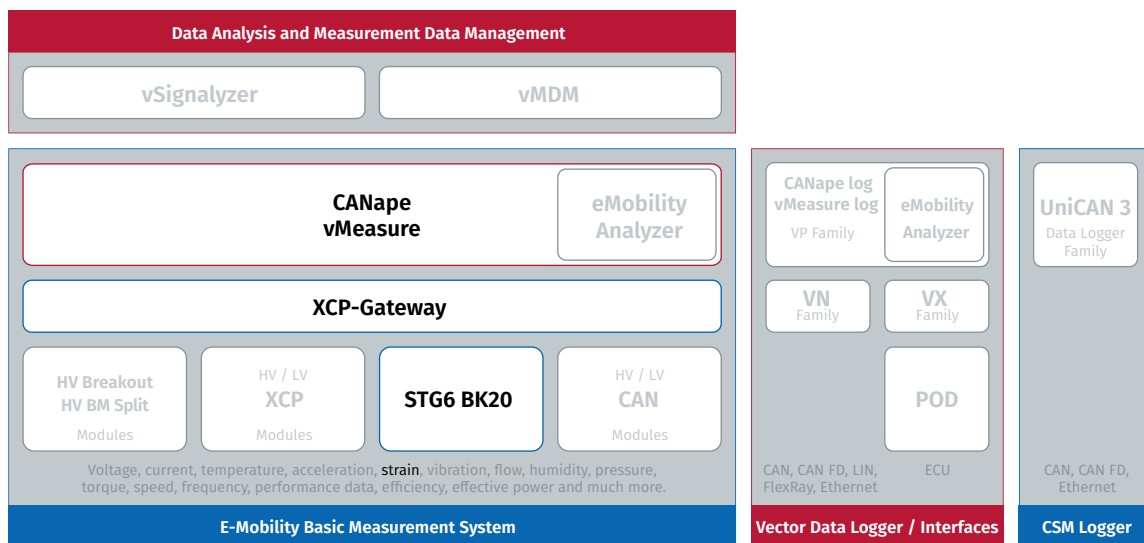 Data Analysis and Measurement Data Management
vSignalyzer
vMDM
CANape
vMeasure
eMobility
Analyzer
XCP-Gateway
HV Breakout
HV BM Split
Modules
HV / LV
XCP
Modules
STG6 BK20
HV / LV
CAN
Modules
Voltage, current, temperature, acceleration, strain, vibration, flow, humidity, pressure,
torque, speed, frequency, performance data, efficiency, effective power and much more.
E-Mobility Basic Measurement System
CANape log
vMeasure log
VP Family
eMobility
Analyzer
VN
Family
VX
Family
POD
CAN, CAN FD, LIN,
FlexRay, Ethernet
ECU
Vector Data Logger / Interfaces
UniCAN 3
Data Logger
Family
CAN, CAN FD,
Ethernet
CSM Logger